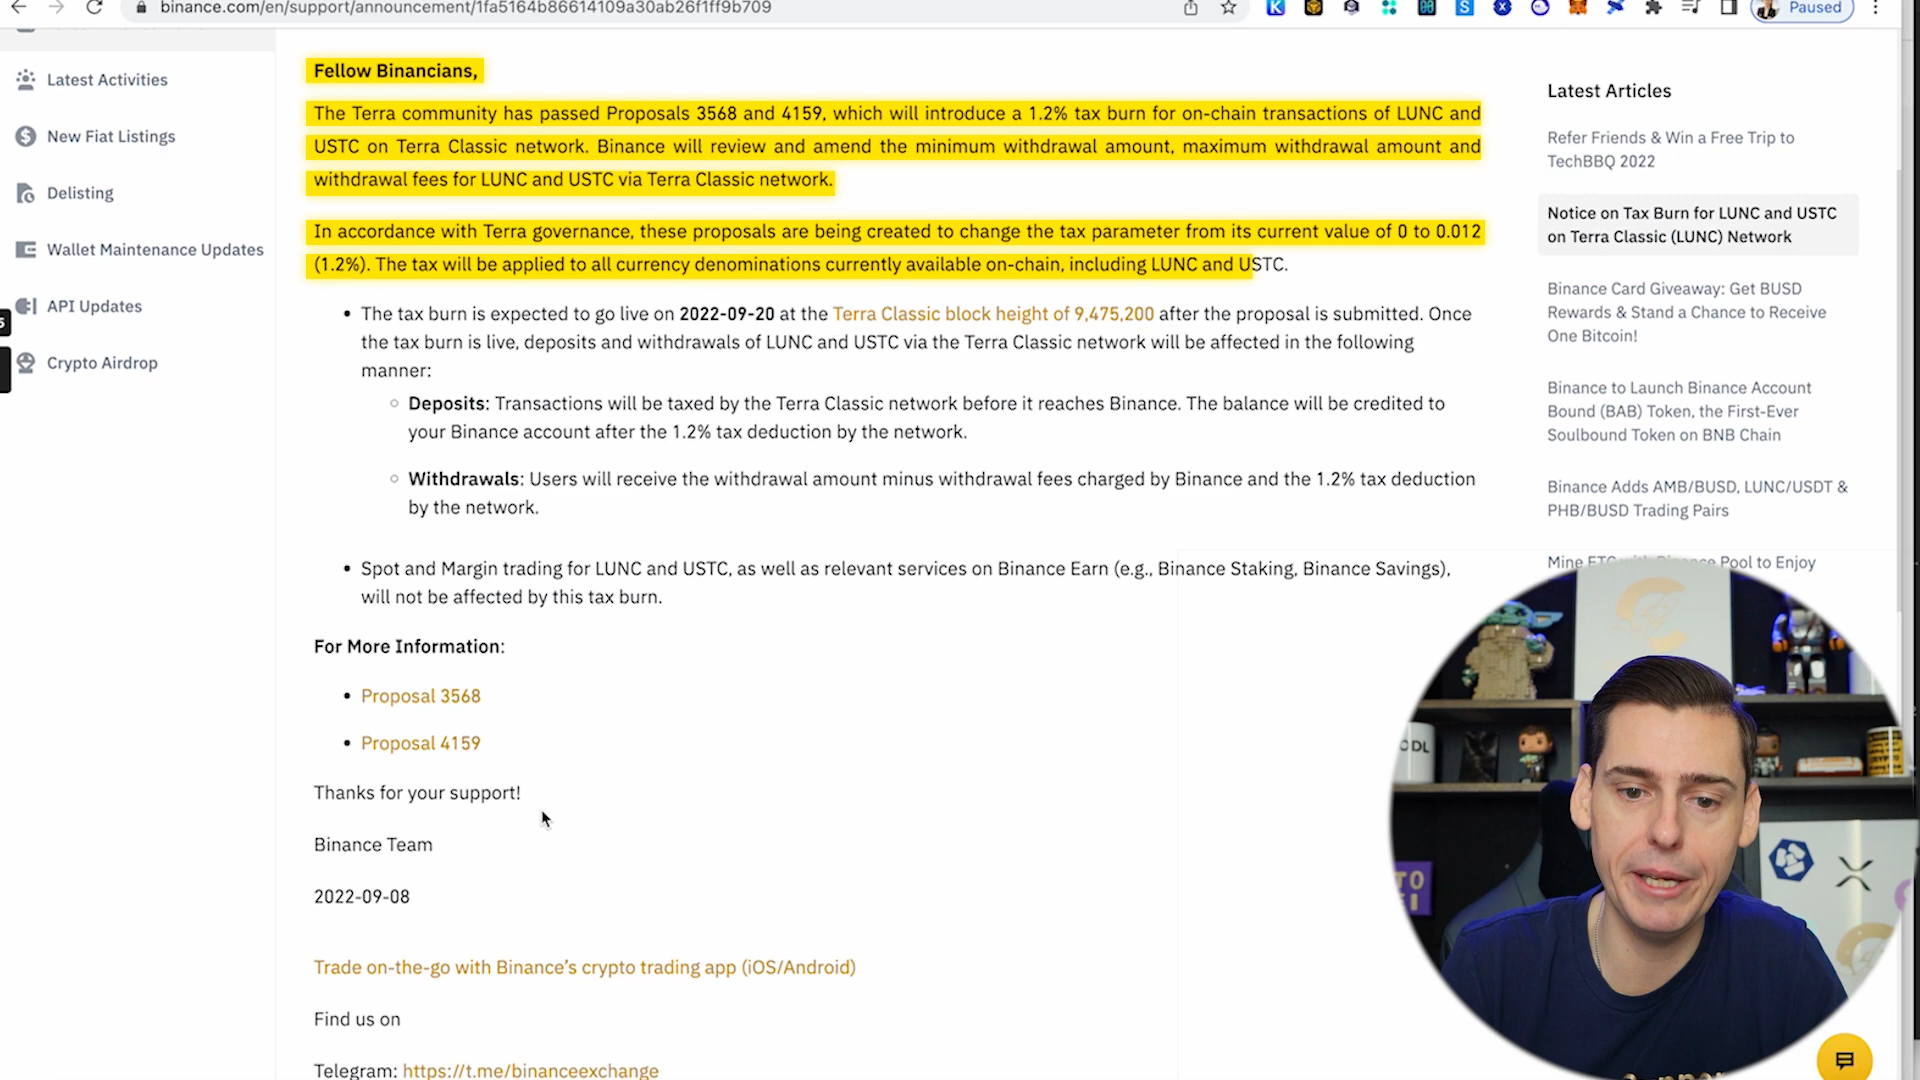 binance.com/en/support/announcement/1fa5164b86614109a30ab26f1ff9b709
Paused
Latest Activities
New Fiat Listings
Delisting
Wallet Maintenance Updates
API Updates
Crypto Airdrop
Fellow Binancians,
The Terra community has passed Proposals 3568 and 4159, which will introduce a 1.2% tax burn for on-chain transactions of LUNC and
USTC on Terra Classic network. Binance will review and amend the minimum withdrawal amount, maximum withdrawal amount and
withdrawal fees for LUNC and USTC via Terra Classic network.
In accordance with Terra governance, these proposals are being created to change the tax parameter from its current value of 0 to 0.012
(1.2%). The tax will be applied to all currency denominations currently available on-chain, including LUNC and USTC.
• The tax burn is expected to go live on 2022-09-20 at the Terra Classic block height of 9,475,200 after the proposal is submitted. Once
the tax burn is live, deposits and withdrawals of LUNC and USTC via the Terra Classic network will be affected in the following
manner:
Deposits: Transactions will be taxed by the Terra Classic network before it reaches Binance. The balance will be credited to
your Binance account after the 1.2% tax deduction by the network.
Withdrawals: Users will receive the withdrawal amount minus withdrawal fees charged by Binance and the 1.2% tax deduction
by the network.
• Spot and Margin trading for LUNC and USTC, as well as relevant services on Binance Earn (e.g., Binance Staking, Binance Savings),
will not be affected by this tax burn.
For More Information:
• Proposal 3568
• Proposal 4159
Thanks for your support!
Binance Team
2022-09-08
Trade on-the-go with Binance’s crypto trading app (iOS/Android)
Find us on
Telegram: https://t.me/binanceexchange
Latest Articles
Refer Friends & Win a Free Trip to
TechBBQ 2022
Notice on Tax Burn for LUNC and USTC
on Terra Classic (LUNC) Network
Binance Card Giveaway: Get BUSD
Rewards & Stand a Chance to Receive
One Bitcoin!
Binance to Launch Binance Account
Bound (BAB) Token, the First-Ever
Soulbound Token on BNB Chain
Binance Adds AMB/BUSD, LUNC/USDT &
PHB/BUSD Trading Pairs
Mine ETC with Binance Pool to Enjoy